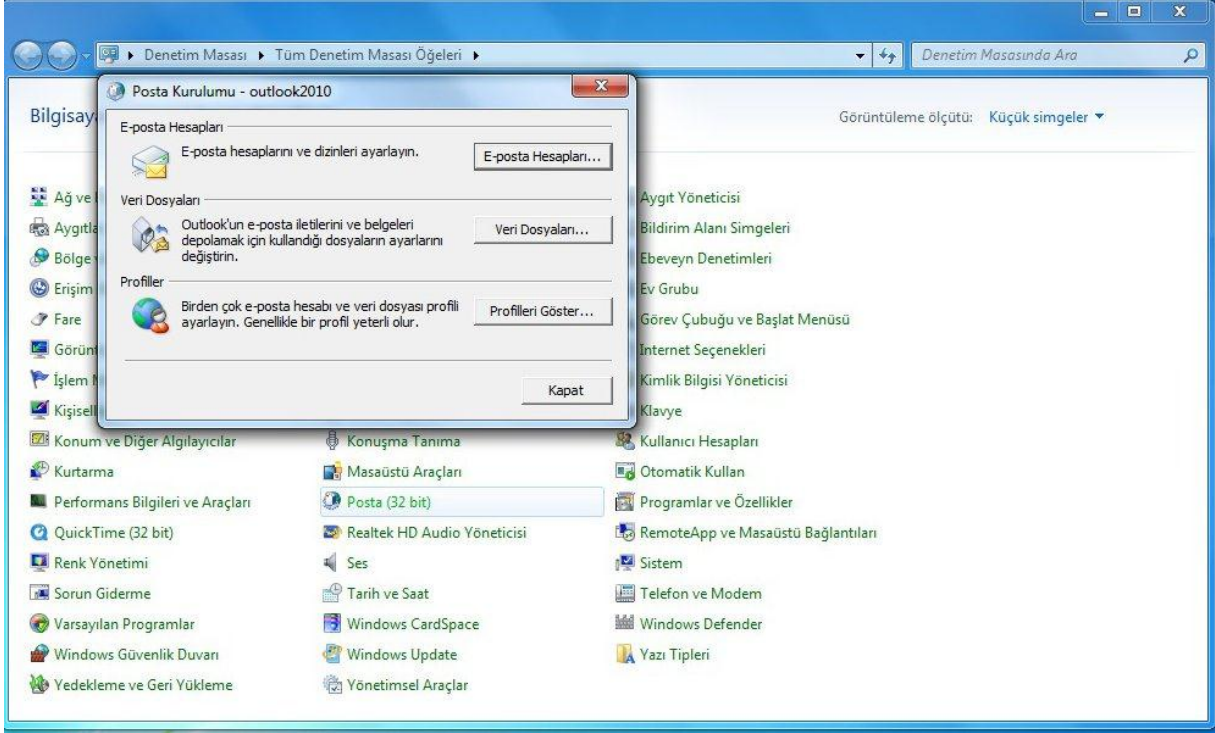 Denetim Masası ▸ Tüm Denetim Masası Öğeleri ▸
Denetim Masasında Ara
Posta Kurulumu - outlook2010
E-posta Hesapları
E-posta hesaplarını ve dizinleri ayarlayın.
E-posta Hesapları...
Veri Dosyaları
Outlook'un e-posta iletilerini ve belgeleri
depolamak için kullandığı dosyaların ayarlarını
değiştirin.
Veri Dosyaları...
Profiller
Birden çok e-posta hesabı ve veri dosyası profili
ayarlayın. Genellikle bir profil yeterli olur.
Profilleri Göster...
Kapat
Görüntüleme ölçütü: Küçük simgeler
Ağ ve
Aygıt Yöneticisi
Bildirim Alanı Simgeleri
Bölge
Ebeveyn Denetimleri
Erişim
Ev Grubu
Fare
Görev Çubuğu ve Başlat Menüsü
Internet Seçenekleri
İşlem
Kimlik Bilgisi Yöneticisi
Klavye
Konum ve Diğer Algılayıcılar
Konuşma Tanıma
Kullanıcı Hesapları
Kurtarma
Masaüstü Araçları
Otomatik Kullan
Performans Bilgileri ve Araçları
Posta (32 bit)
Programlar ve Özellikler
QuickTime (32 bit)
Realtek HD Audio Yöneticisi
RemoteApp ve Masaüstü Bağlantıları
Renk Yönetimi
Ses
Sistem
Sorun Giderme
Tarih ve Saat
Telefon ve Modem
Varsayılan Programlar
Windows CardSpace
Windows Defender
Windows Güvenlik Duvarı
Windows Update
Yazı Tipleri
Yedekleme ve Geri Yükleme
Yönetimsel Araçlar